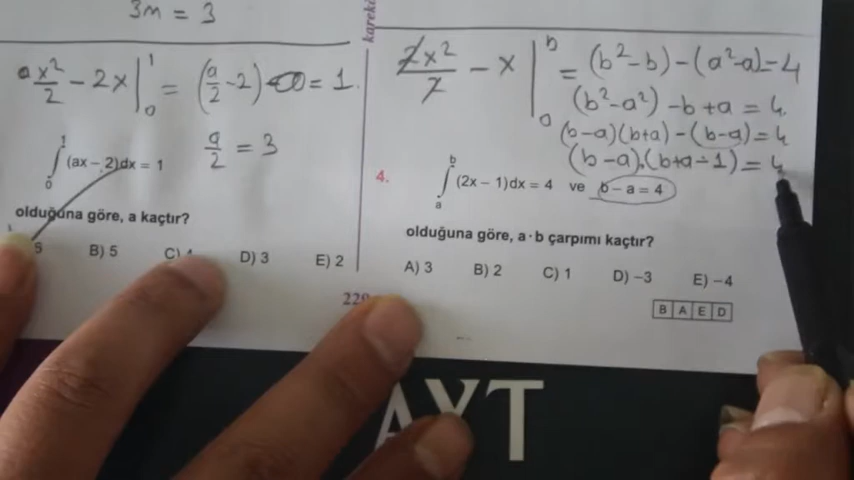 3m = 3
karekö
a x²/2 - 2x |₀¹ = (a/2 - 2) - 0 = 1
a/2 = 3
∫₀¹ (ax - 2)dx = 1
olduğuna göre, a kaçtır?
B) 5
D) 3
E) 2
2x²/2 - x |ₐᵇ = (b² - b) - (a² - a) = 4
(b² - a²) - b + a = 4
(b - a)(b + a) - (b - a) = 4
(b - a).(b + a - 1) = 4
4.
∫ₐᵇ (2x - 1)dx = 4 ve b - a = 4
olduğuna göre, a · b çarpımı kaçtır?
A) 3
B) 2
C) 1
D) -3
E) -4
B A E D
AYT